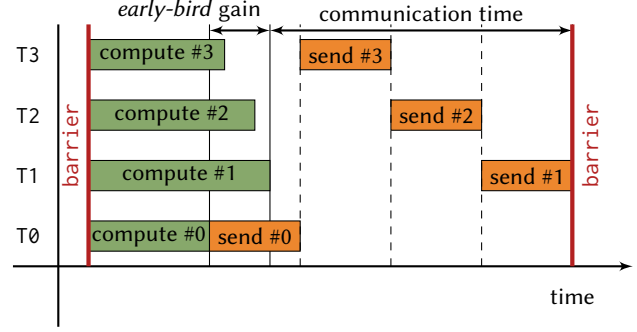 early-bird gain
communication time
T3
compute #3
send #3
T2
compute #2
send #2
T1
compute #1
send #1
T0
compute #0
send #0
barrier
barrier
time